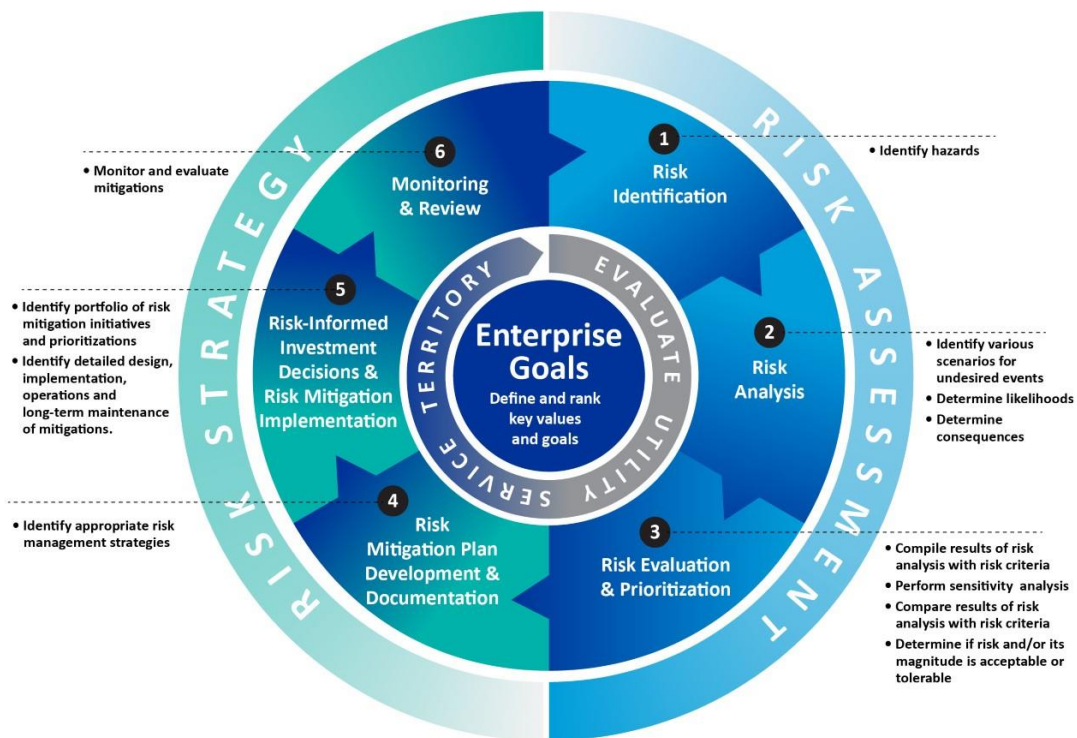 RISK ASSESSMENT
RISK STRATEGY
EVALUATE UTILITY SERVICE TERRITORY
Enterprise
Goals
Define and rank
key values
and goals
1
Risk
Identification
• Identify hazards
2
Risk
Analysis
• Identify various
scenarios for
undesired events
• Determine likelihoods
• Determine
consequences
3
Risk Evaluation
& Prioritization
• Compile results of risk
analysis with risk criteria
• Perform sensitivity analysis
• Compare results of risk
analysis with risk criteria
• Determine if risk and/or its
magnitude is acceptable or
tolerable
4
Risk
Mitigation Plan
Development &
Documentation
• Identify appropriate risk
management strategies
5
Risk-Informed
Investment
Decisions &
Risk Mitigation
Implementation
• Identify portfolio of risk
mitigation initiatives
and prioritizations
• Identify detailed design,
implementation,
operations and
long-term maintenance
of mitigations.
6
Monitoring
& Review
• Monitor and evaluate
mitigations